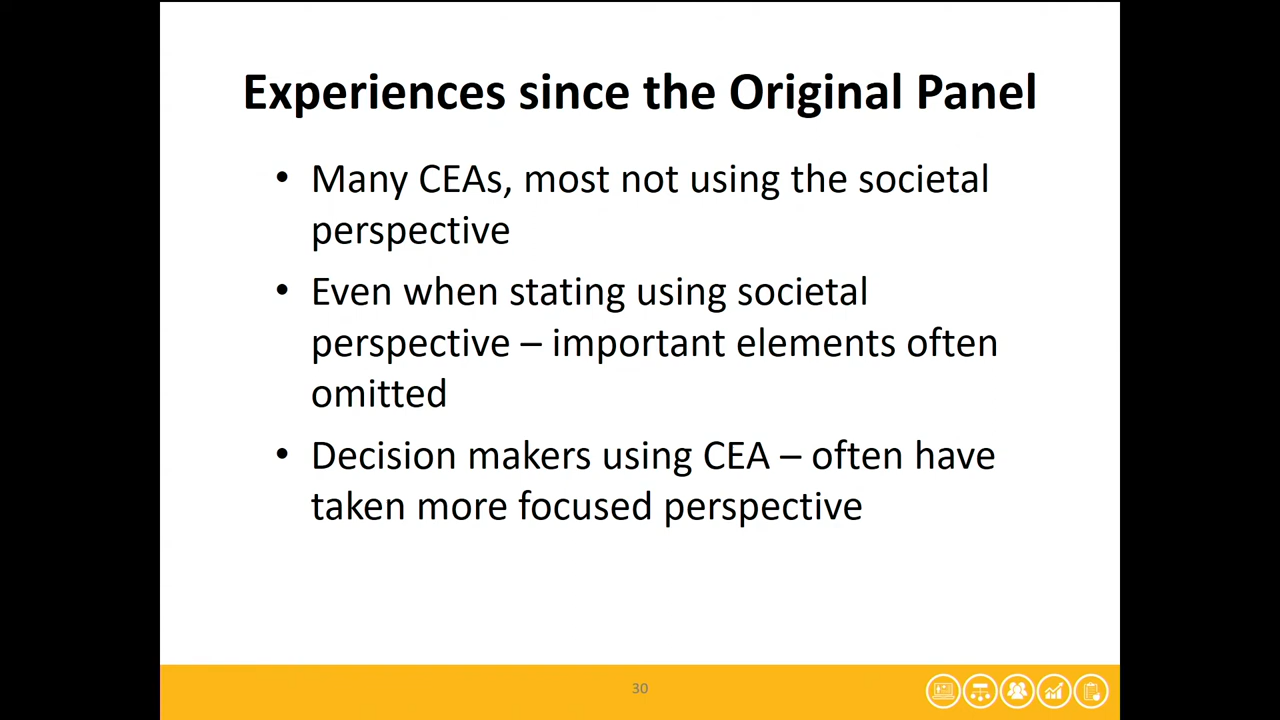 Experiences since the Original Panel
• Many CEAs, most not using the societal
perspective
• Even when stating using societal
perspective – important elements often
omitted
• Decision makers using CEA – often have
taken more focused perspective
30